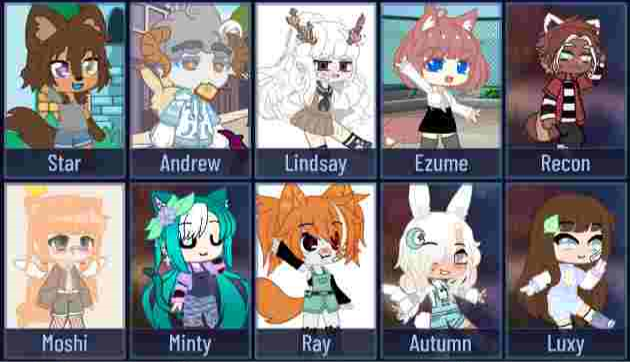 Star
Andrew
Lindsay
Ezume
Recon
Moshi
Minty
Ray
Autumn
Luxy